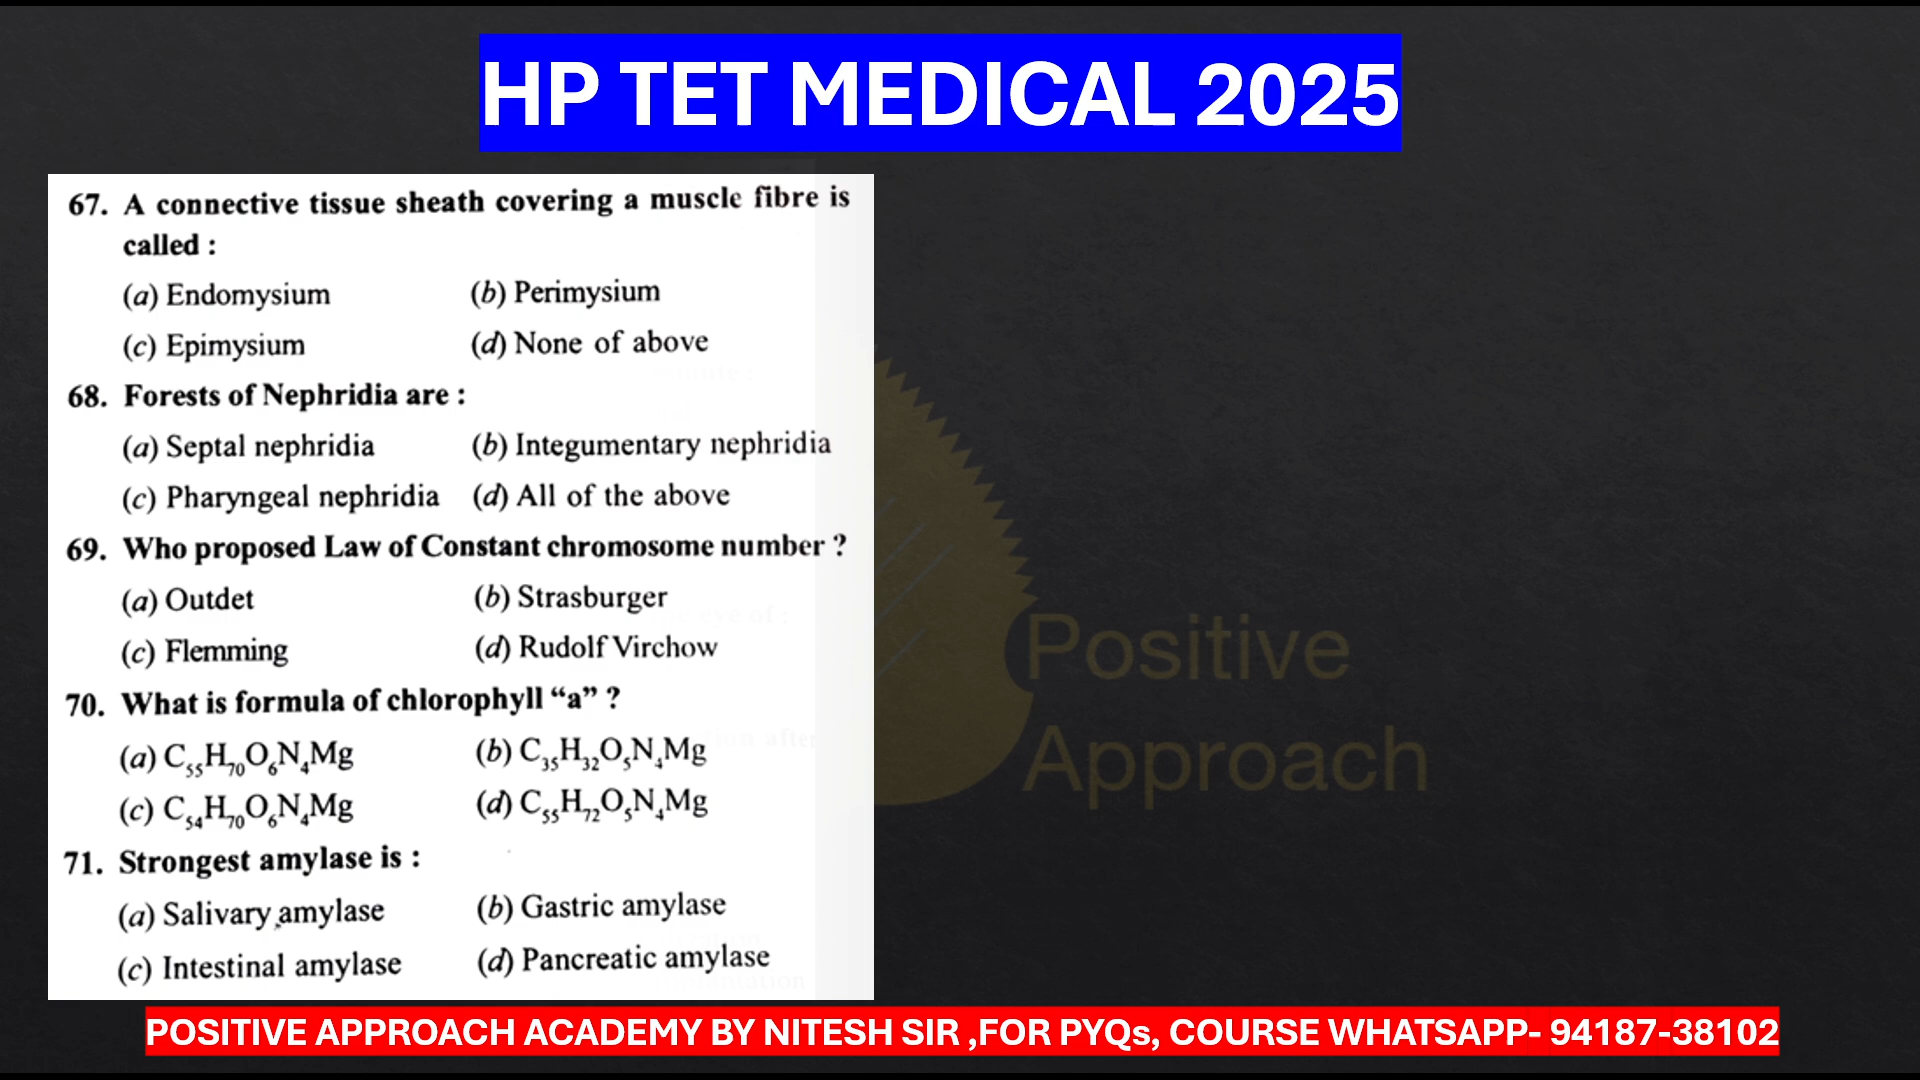 HP TET MEDICAL 2025
67. A connective tissue sheath covering a muscle fibre is
called :
(a) Endomysium (b) Perimysium
(c) Epimysium (d) None of above
68. Forests of Nephridia are :
(a) Septal nephridia (b) Integumentary nephridia
(c) Pharyngeal nephridia (d) All of the above
69. Who proposed Law of Constant chromosome number ?
(a) Outdet (b) Strasburger
(c) Flemming (d) Rudolf Virchow
70. What is formula of chlorophyll “a” ?
(a) C₅₅H₇₀O₆N₄Mg (b) C₃₅H₃₂O₅N₄Mg
(c) C₅₄H₇₀O₆N₄Mg (d) C₅₅H₇₂O₅N₄Mg
71. Strongest amylase is :
(a) Salivary amylase (b) Gastric amylase
(c) Intestinal amylase (d) Pancreatic amylase
Positive
Approach
POSITIVE APPROACH ACADEMY BY NITESH SIR ,FOR PYQs, COURSE WHATSAPP- 94187-38102